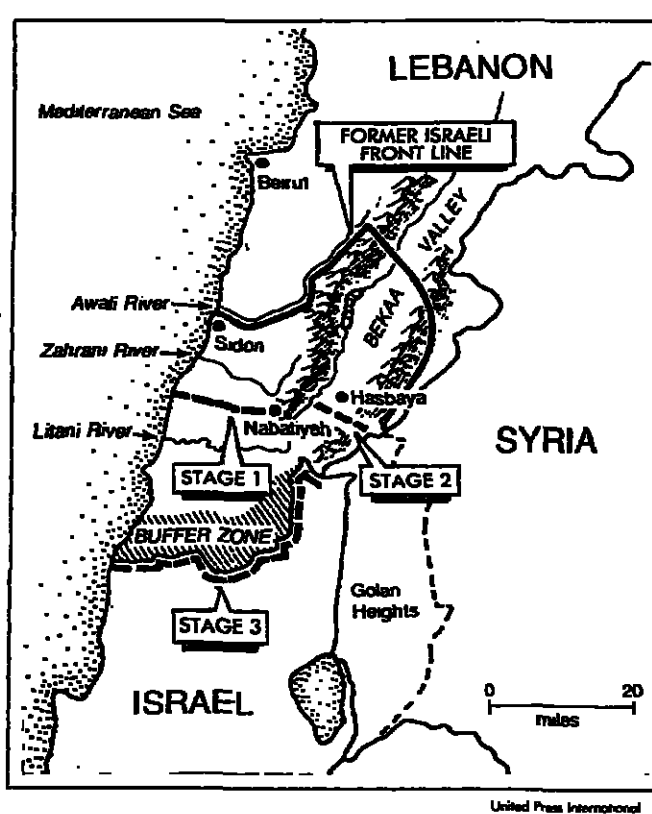 LEBANON
Mediterranean Sea
FORMER ISRAELI
FRONT LINE
Beirut
VALLEY
BEKAA
Awali River
Sidon
Zahrani River
Hasbaya
Nabatiyah
Litani River
SYRIA
STAGE 1
STAGE 2
BUFFER ZONE
Golan
Heights
STAGE 3
ISRAEL
0 20
miles
United Press International